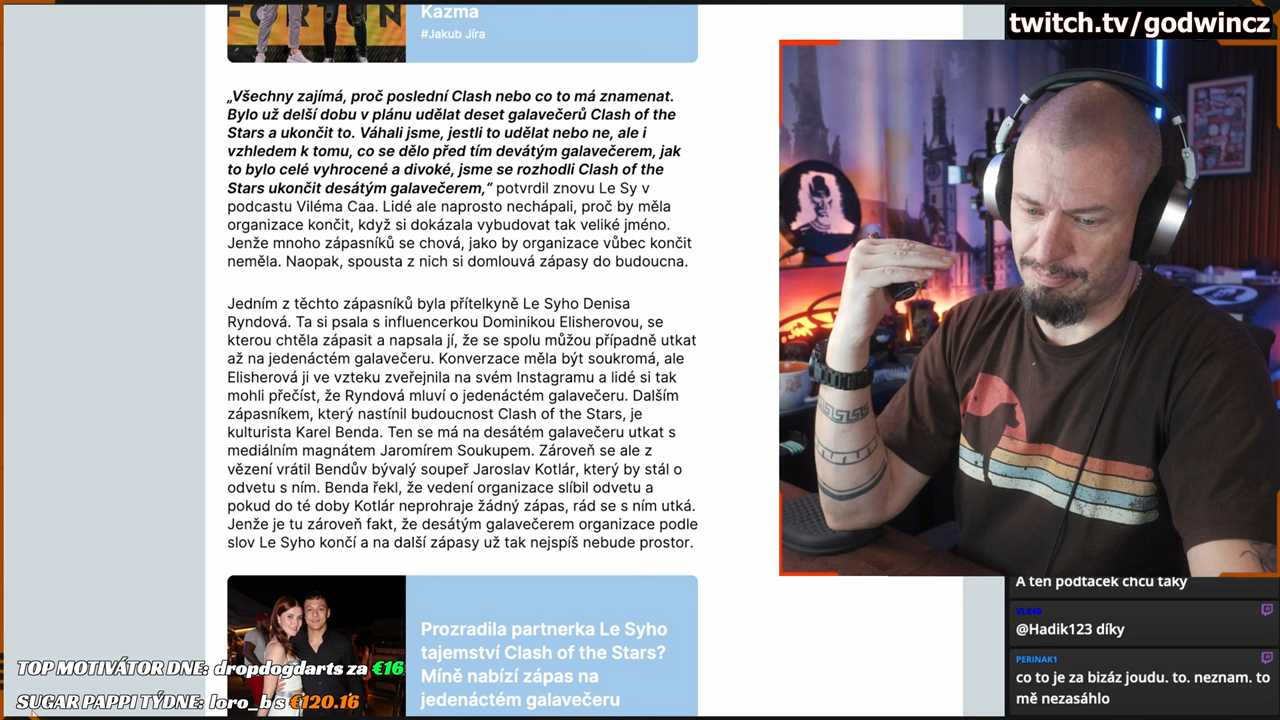 FORTUN
Kazma
#Jakub Jíra
twitch.tv/godwincz
„Všechny zajímá, proč poslední Clash nebo co to má znamenat.
Bylo už delší dobu v plánu udělat deset galavečerů Clash of the
Stars a ukončit to. Váhali jsme, jestli to udělat nebo ne, ale i
vzhledem k tomu, co se dělo před tím devátým galavečerem, jak
to bylo celé vyhrocené a divoké, jsme se rozhodli Clash of the
Stars ukončit desátým galavečerem,“ potvrdil znovu Le Sy v
podcastu Viléma Caa. Lidé ale naprosto nechápali, proč by měla
organizace končit, když si dokázala vybudovat tak veliké jméno.
Jenže mnoho zápasníků se chová, jako by organizace vůbec končit
neměla. Naopak, spousta z nich si domlouvá zápasy do budoucna.
Jedním z těchto zápasníků byla přítelkyně Le Syho Denisa
Ryndová. Ta si psala s influencerkou Dominikou Elisherovou, se
kterou chtěla zápasit a napsala jí, že se spolu můžou případně utkat
až na jedenáctém galavečeru. Konverzace měla být soukromá, ale
Elisherová ji ve vzteku zveřejnila na svém Instagramu a lidé si tak
mohli přečíst, že Ryndová mluví o jedenáctém galavečeru. Dalším
zápasníkem, který nastínil budoucnost Clash of the Stars, je
kulturista Karel Benda. Ten se má na desátém galavečeru utkat s
mediálním magnátem Jaromírem Soukupem. Zároveň se ale z
vězení vrátil Bendův bývalý soupeř Jaroslav Kotlár, který by stál o
odvetu s ním. Benda řekl, že vedení organizace slíbil odvetu a
pokud do té doby Kotlár neprohraje žádný zápas, rád se s ním utká.
Jenže je tu zároveň fakt, že desátým galavečerem organizace podle
slov Le Syho končí a na další zápasy už tak nejspíš nebude prostor.
Prozradila partnerka Le Syho
tajemství Clash of the Stars?
Míně nabízí zápas na
jedenáctém galavečeru
TOP MOTIVÁTOR DNE: dropdogdarts za €16
SUGAR PAPPI TÝDNE: loro_b s €120.16
A ten podtacek chcu taky
@Hadik123 díky
PERINAK1
co to je za bizáz joudu. to. neznam. to
mě nezasáhlo